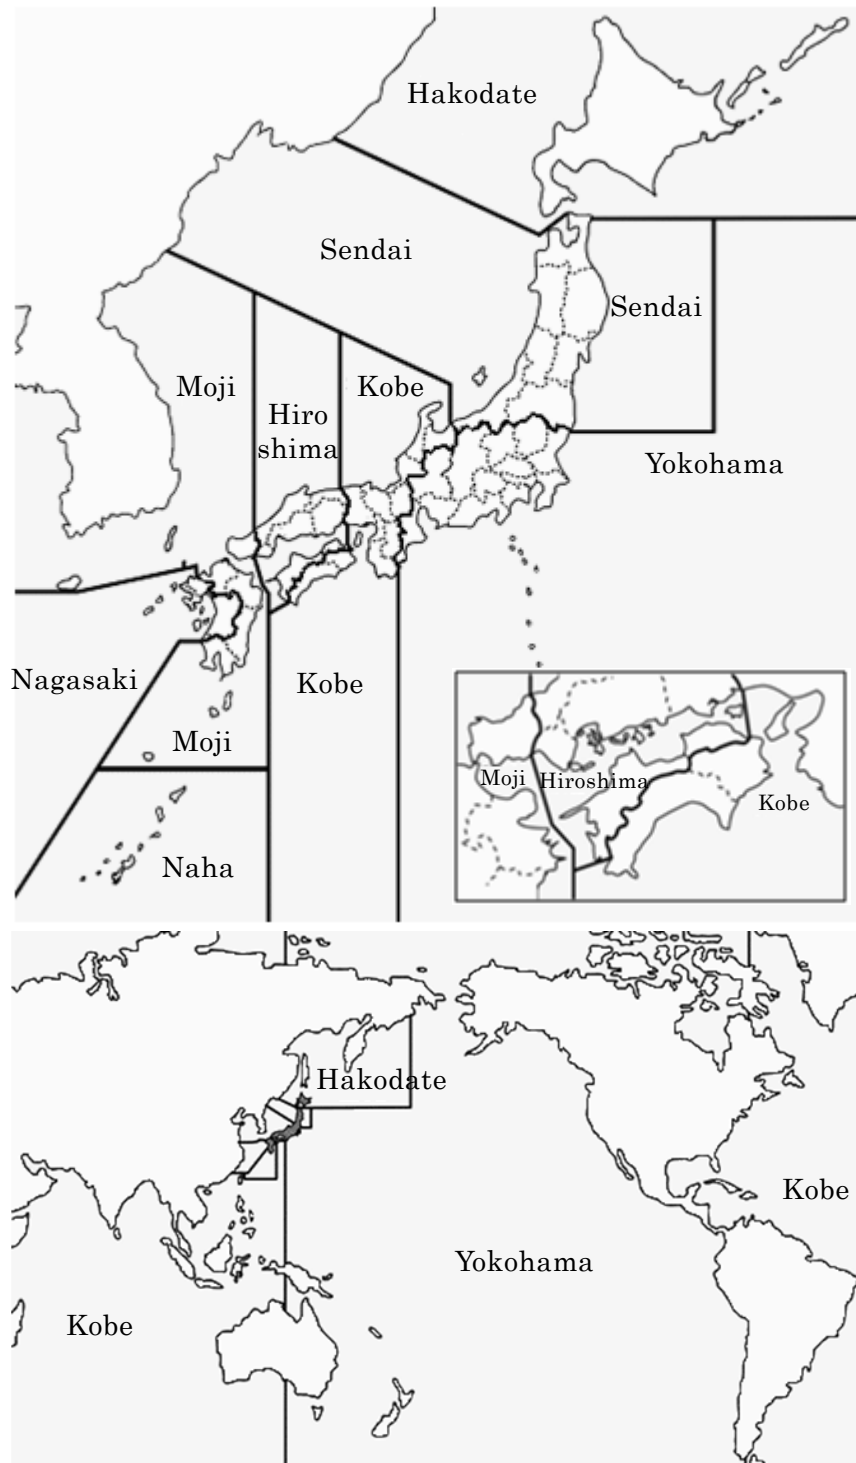 Hakodate
Sendai
Sendai
Moji
Kobe
Hiro
shima
Yokohama
Nagasaki
Kobe
Moji
Moji
Hiroshima
Kobe
Naha
Hakodate
Kobe
Yokohama
Kobe